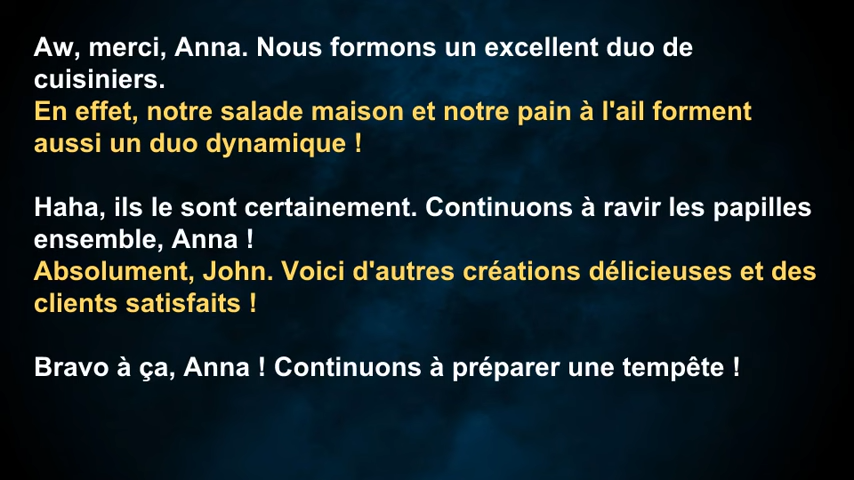 Aw, merci, Anna. Nous formons un excellent duo de
cuisiniers.
En effet, notre salade maison et notre pain à l'ail forment
aussi un duo dynamique !
Haha, ils le sont certainement. Continuons à ravir les papilles
ensemble, Anna !
Absolument, John. Voici d'autres créations délicieuses et des
clients satisfaits !
Bravo à ça, Anna ! Continuons à préparer une tempête !